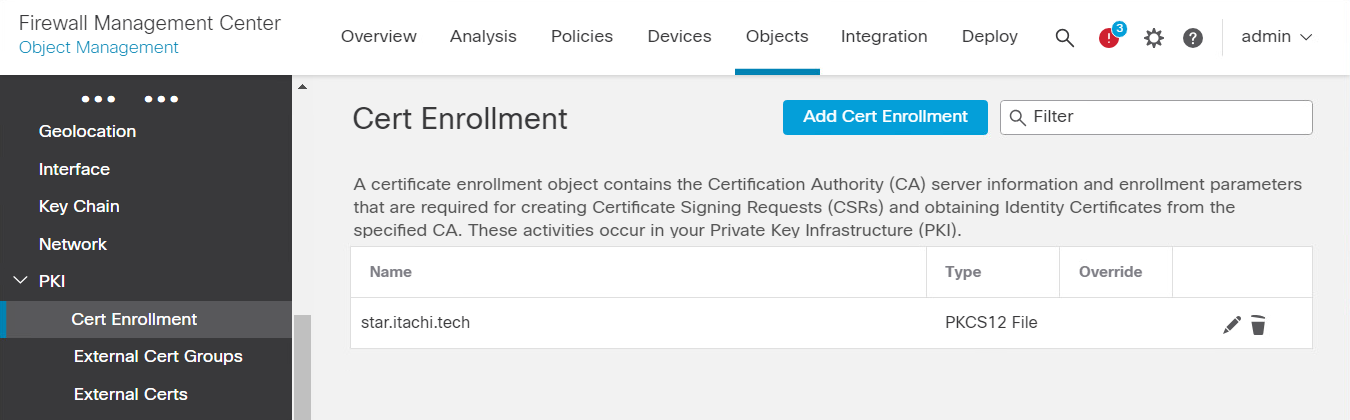 Firewall Management Center
Object Management
Overview Analysis Policies Devices Objects Integration Deploy 3 admin
Geolocation
Interface
Key Chain
Network
PKI
Cert Enrollment
External Cert Groups
External Certs
Cert Enrollment
Add Cert Enrollment
Filter
A certificate enrollment object contains the Certification Authority (CA) server information and enrollment parameters
that are required for creating Certificate Signing Requests (CSRs) and obtaining Identity Certificates from the
specified CA. These activities occur in your Private Key Infrastructure (PKI).
Name Type Override
star.itachi.tech PKCS12 File